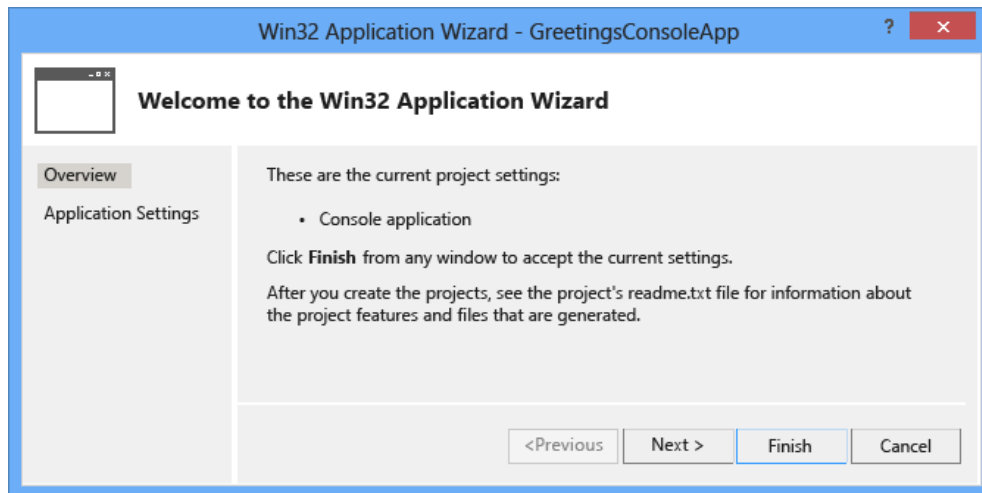 Win32 Application Wizard - GreetingsConsoleApp
?
Welcome to the Win32 Application Wizard
Overview
Application Settings
These are the current project settings:
• Console application
Click Finish from any window to accept the current settings.
After you create the projects, see the project's readme.txt file for information about
the project features and files that are generated.
<Previous
Next >
Finish
Cancel